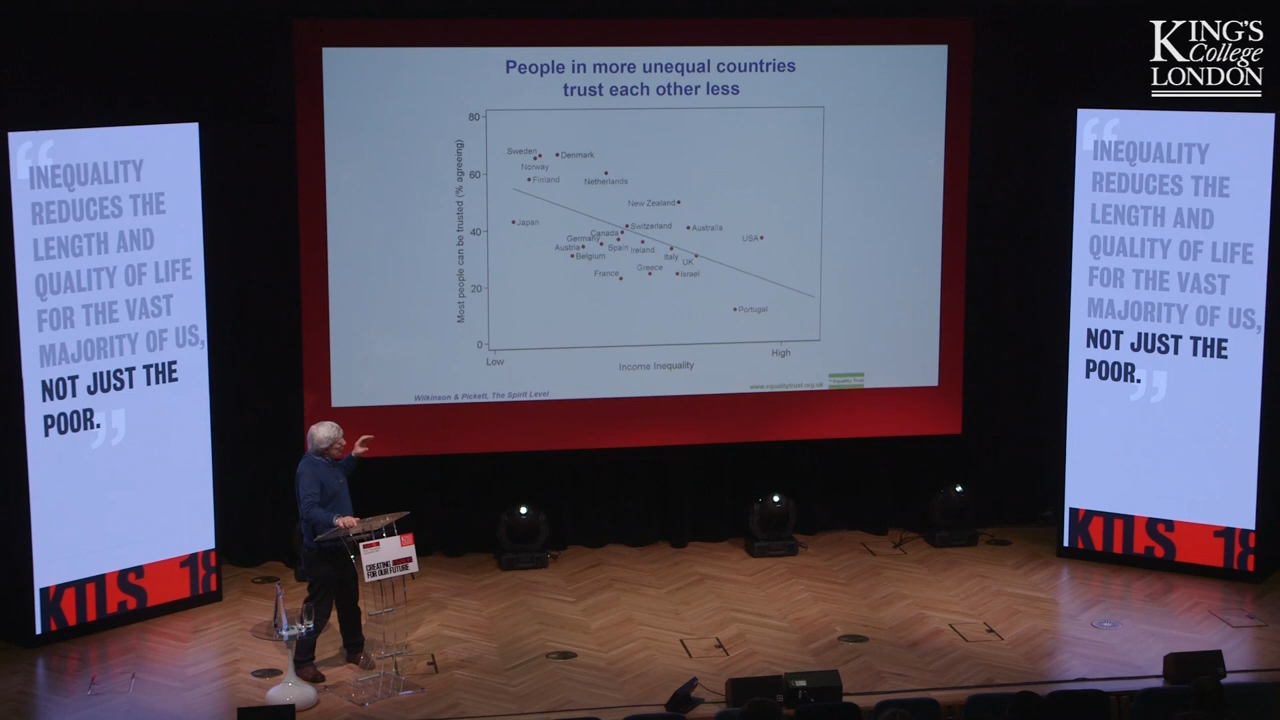 KING'S
College
LONDON
People in more unequal countries
trust each other less
Most people can be trusted (% agreeing)
80
60
40
20
0
Sweden
Denmark
Norway
Finland
Netherlands
New Zealand
Japan
Switzerland
Australia
Canada
Germany
USA
Austria
Spain
Ireland
Belgium
Italy
UK
Greece
France
Israel
Portugal
Low
High
Income Inequality
www.equalitytrust.org.uk
Wilkinson & Pickett, The Spirit Level
“
INEQUALITY
REDUCES THE
LENGTH AND
QUALITY OF LIFE
FOR THE VAST
MAJORITY OF US,
NOT JUST THE
POOR.”
KTLS_18
“
INEQUALITY
REDUCES THE
LENGTH AND
QUALITY OF LIFE
FOR THE VAST
MAJORITY OF US,
NOT JUST THE
POOR.”
KTLS_18
CREATING
FOR OUR FUTURE